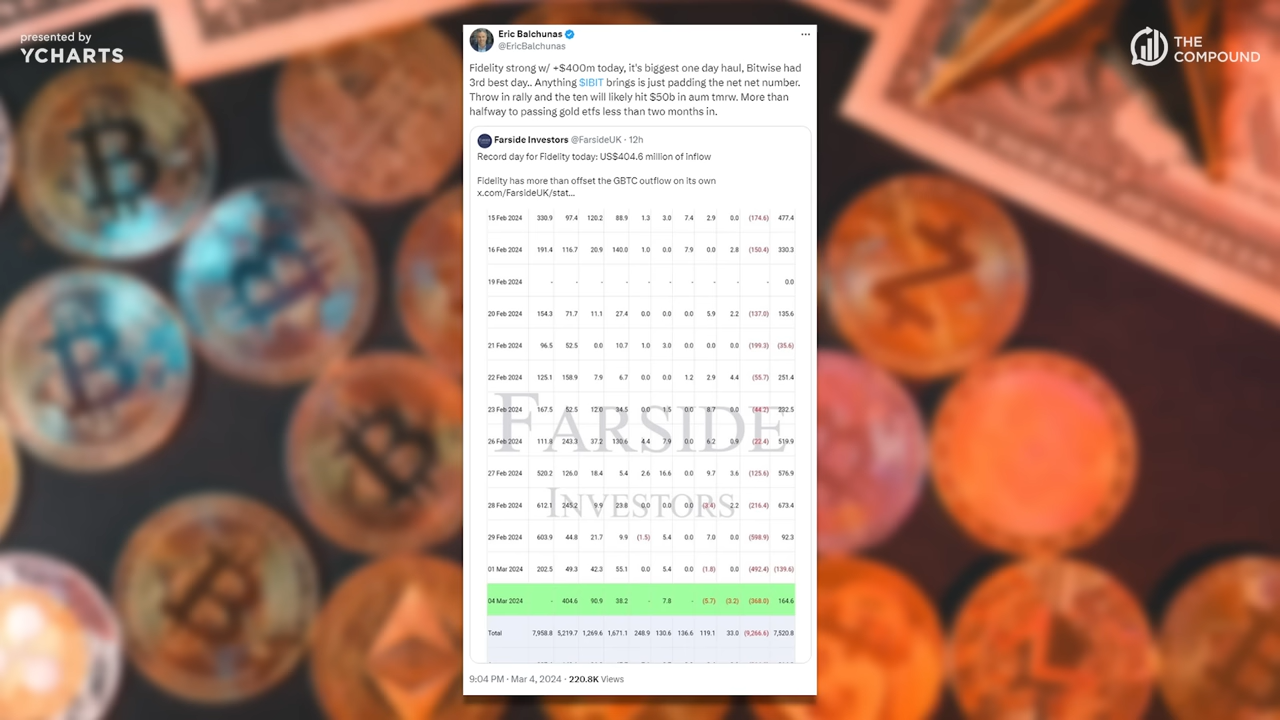 presented by
YCHARTS
THE
COMPOUND
Eric Balchunas
@EricBalchunas
Fidelity strong w/ +$400m today, it's biggest one day haul, Bitwise had
3rd best day.. Anything $IBIT brings is just padding the net net number.
Throw in rally and the ten will likely hit $50b in aum tmrw. More than
halfway to passing gold etfs less than two months in.
Farside Investors @FarsideUK · 12h
Record day for Fidelity today: US$404.6 million of inflow
Fidelity has more than offset the GBTC outflow on its own
x.com/FarsideUK/stat...
15 Feb 2024 330.9 97.4 120.2 88.9 1.3 3.0 7.4 2.9 0.0 (174.6) 477.4
16 Feb 2024 191.4 116.7 20.9 140.0 1.0 0.0 7.9 0.0 2.8 (150.4) 330.3
19 Feb 2024 - - - - - - - - - - 0.0
20 Feb 2024 154.3 71.7 11.1 27.4 0.0 0.0 0.0 5.9 2.2 (137.0) 135.6
21 Feb 2024 96.5 52.5 0.0 10.7 1.0 3.0 0.0 0.0 0.0 (199.3) (35.6)
22 Feb 2024 125.1 158.9 7.9 6.7 0.0 0.0 1.2 2.9 4.4 (55.7) 251.4
23 Feb 2024 167.5 52.5 12.0 34.5 0.0 1.5 0.0 8.7 0.0 (44.2) 232.5
FARSIDE
26 Feb 2024 111.8 243.3 37.2 130.6 4.4 7.9 0.0 6.2 0.9 (22.4) 519.9
27 Feb 2024 520.2 126.0 18.4 5.4 2.6 16.6 0.0 9.7 3.6 (125.6) 576.9
28 Feb 2024 612.1 245.2 9.9 23.8 0.0 0.0 0.0 (2.4) 2.2 (216.4) 673.4
INVESTORS
29 Feb 2024 603.9 44.8 21.7 9.9 (1.5) 5.4 0.0 7.0 0.0 (598.9) 92.3
01 Mar 2024 202.5 49.3 42.3 55.1 0.0 5.4 0.0 (1.8) 0.0 (492.4) (139.6)
04 Mar 2024 - 404.6 90.9 38.2 - 7.8 - (5.7) (3.2) (368.0) 164.6
Total 7,958.8 5,219.7 1,269.6 1,671.1 248.9 130.6 136.6 119.1 33.0 (9,266.6) 7,520.8
9:04 PM · Mar 4, 2024 · 220.8K Views